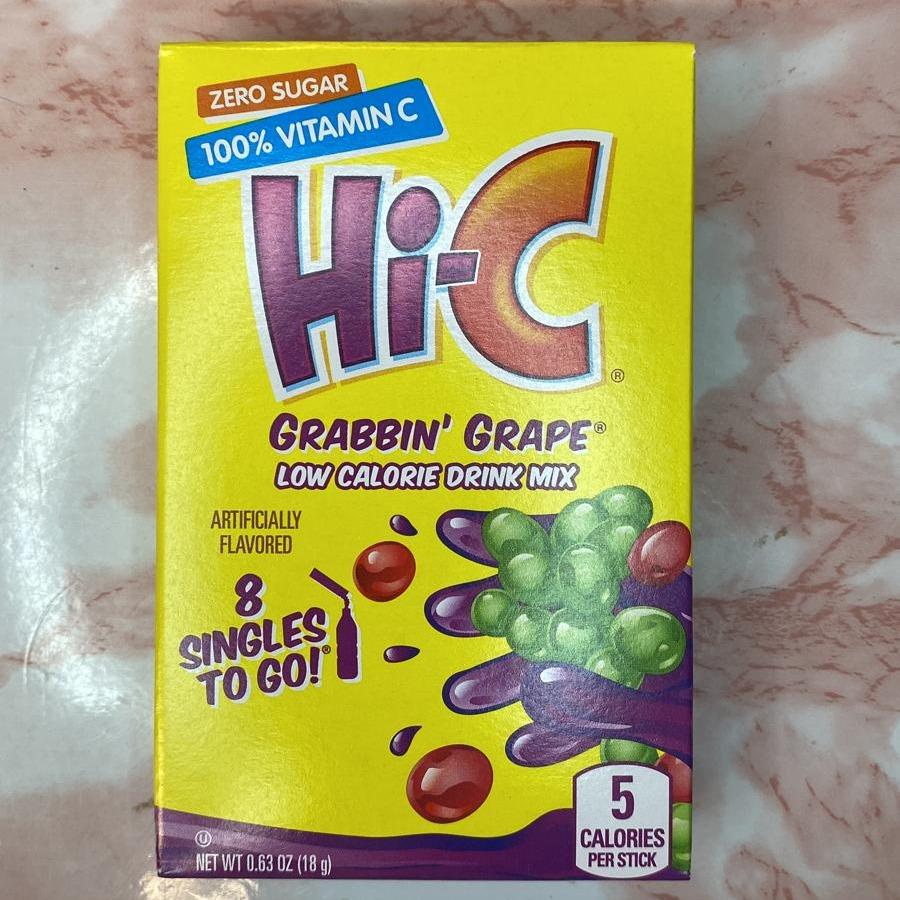 ZERO SUGAR
100% VITAMIN C
Hi-C®
GRABBIN' GRAPE®
LOW CALORIE DRINK MIX
ARTIFICIALLY
FLAVORED
8
SINGLES
TO GO!®
5
CALORIES
PER STICK
U
NET WT 0.63 OZ (18 g)